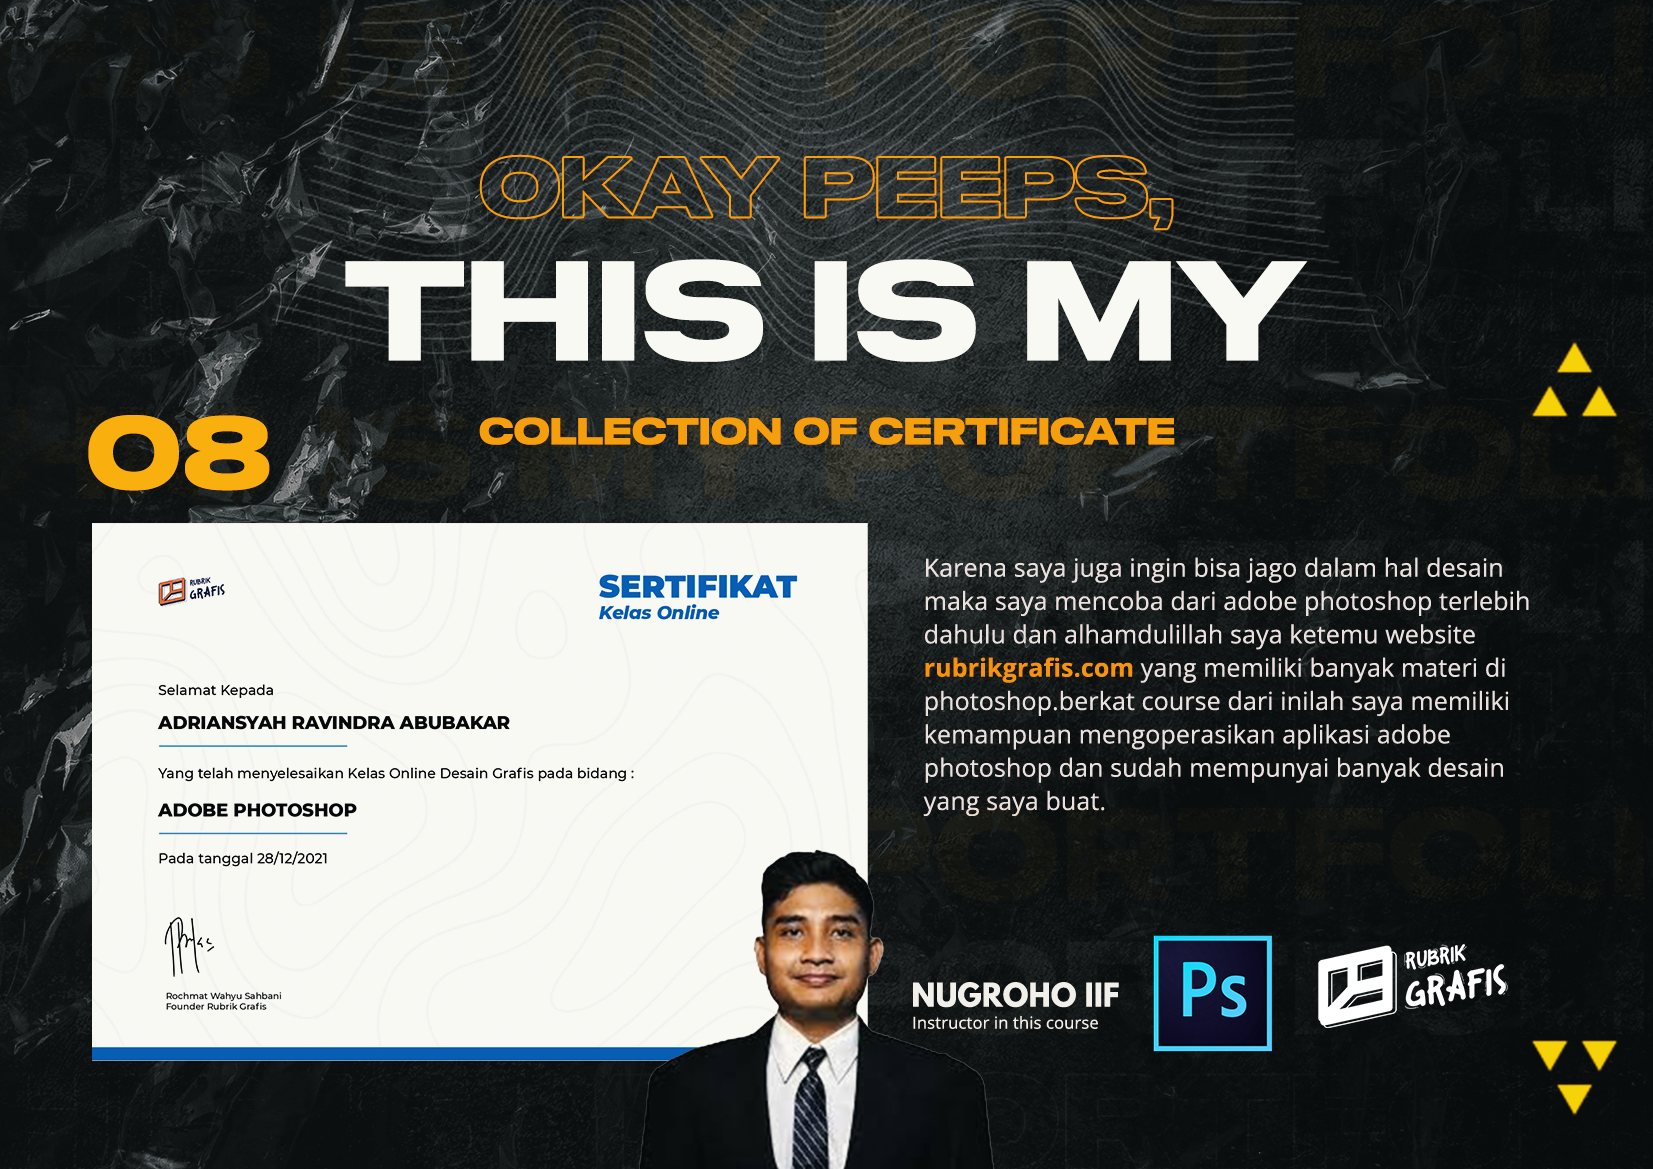 OKAY PEEPS,
THIS IS MY
COLLECTION OF CERTIFICATE
08
RUBRIK
GRAFIS
SERTIFIKAT
Kelas Online
Selamat Kepada
ADRIANSYAH RAVINDRA ABUBAKAR
Yang telah menyelesaikan Kelas Online Desain Grafis pada bidang :
ADOBE PHOTOSHOP
Pada tanggal 28/12/2021
Rochmat Wahyu Sahbani
Founder Rubrik Grafis
Karena saya juga ingin bisa jago dalam hal desain
maka saya mencoba dari adobe photoshop terlebih
dahulu dan alhamdulillah saya ketemu website
rubrikgrafis.com yang memiliki banyak materi di
photoshop.berkat course dari inilah saya memiliki
kemampuan mengoperasikan aplikasi adobe
photoshop dan sudah mempunyai banyak desain
yang saya buat.
NUGROHO IIF
Instructor in this course
Ps
RUBRIK
GRAFIS